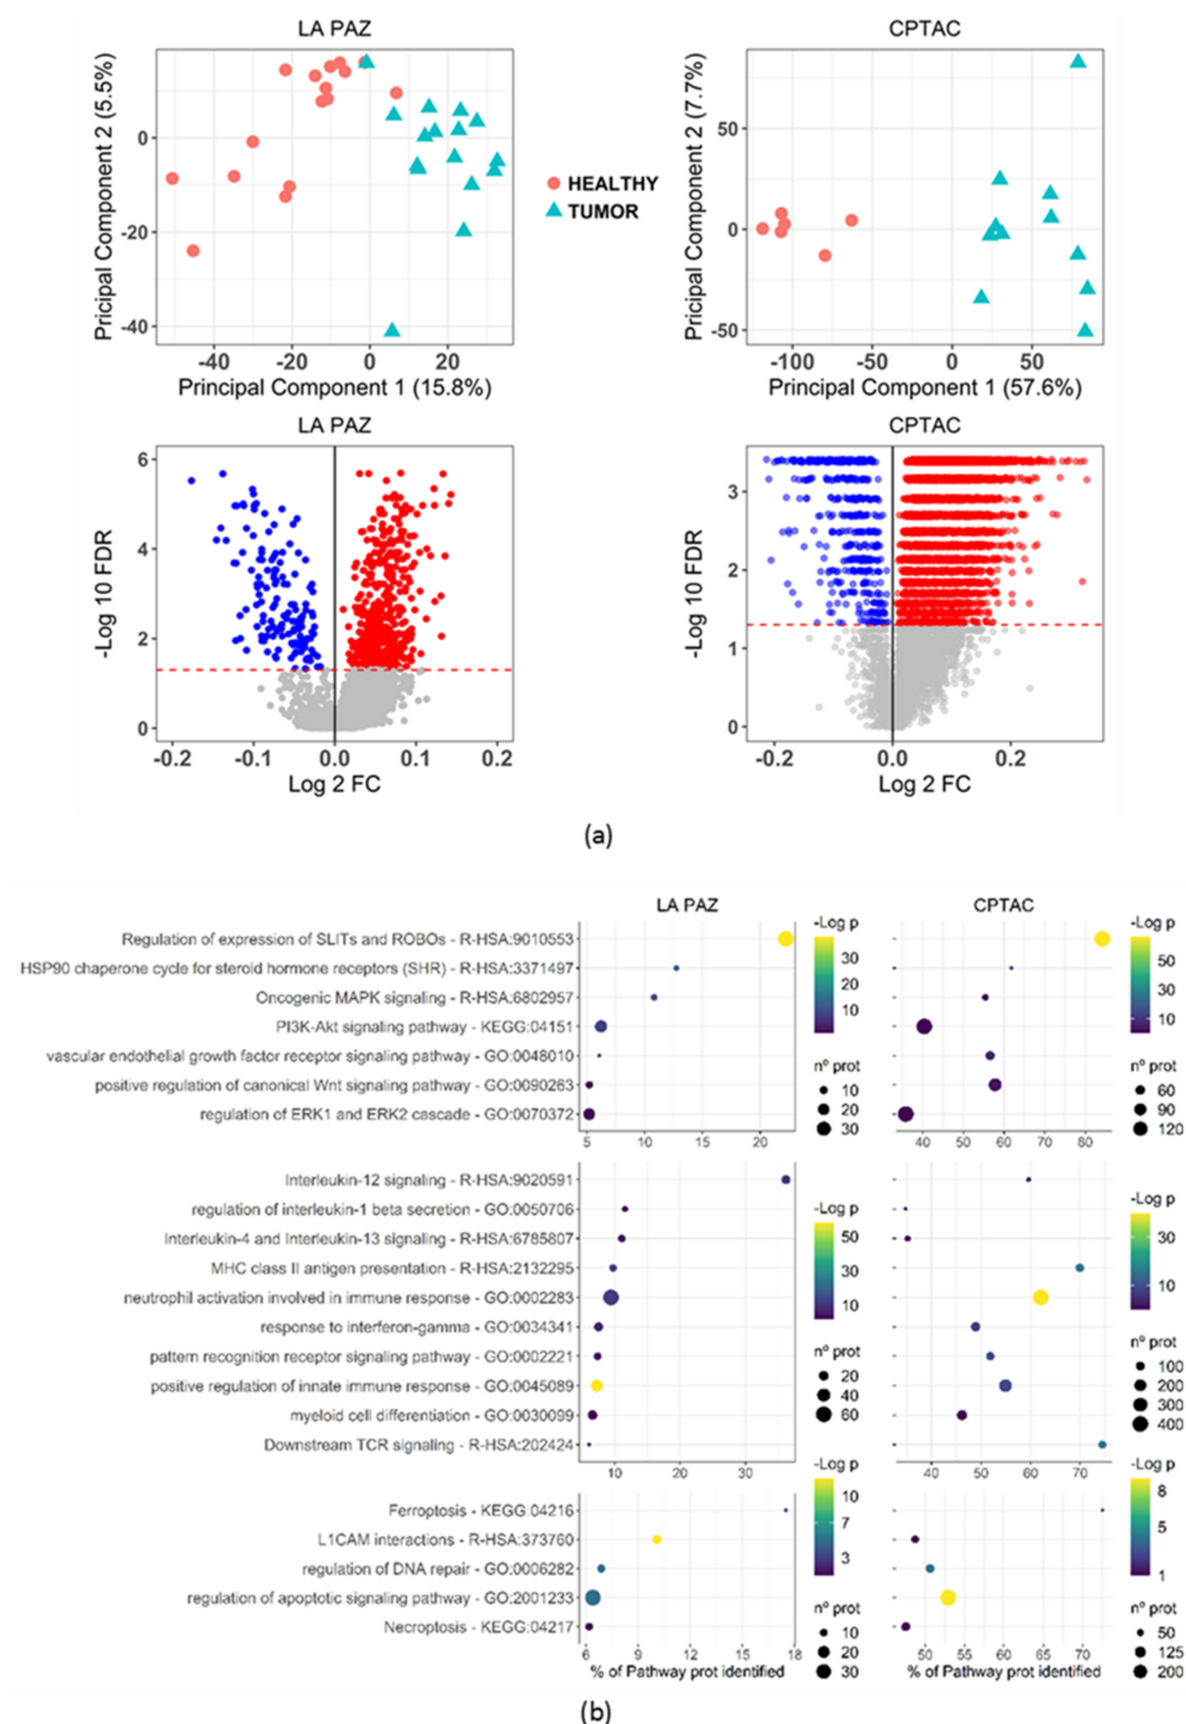 LA PAZ
CPTAC
Pricipal Component 2 (5.5%)
0
-20
-40
-40
-20
0
20
Principal Component 1 (15.8%)
HEALTHY
TUMOR
Pricipal Component 2 (7.7%)
50
0
-50
-100
-50
0
50
Principal Component 1 (57.6%)
LA PAZ
CPTAC
-Log 10 FDR
6
4
2
0
-0.2
-0.1
0.0
0.1
0.2
Log 2 FC
-Log 10 FDR
3
2
1
0
-0.2
0.0
0.2
Log 2 FC
(a)
LA PAZ
CPTAC
Regulation of expression of SLITs and ROBOs - R-HSA:9010553
HSP90 chaperone cycle for steroid hormone receptors (SHR) - R-HSA:3371497
Oncogenic MAPK signaling - R-HSA:6802957
PI3K-Akt signaling pathway - KEGG:04151
vascular endothelial growth factor receptor signaling pathway - GO:0048010
positive regulation of canonical Wnt signaling pathway - GO:0090263
regulation of ERK1 and ERK2 cascade - GO:0070372
5
10
15
20
-Log p
30
20
10
nº prot
10
20
30
40
50
60
70
80
-Log p
50
30
10
nº prot
60
90
120
Interleukin-12 signaling - R-HSA:9020591
regulation of interleukin-1 beta secretion - GO:0050706
Interleukin-4 and Interleukin-13 signaling - R-HSA:6785807
MHC class II antigen presentation - R-HSA:2132295
neutrophil activation involved in immune response - GO:0002283
response to interferon-gamma - GO:0034341
pattern recognition receptor signaling pathway - GO:0002221
positive regulation of innate immune response - GO:0045089
myeloid cell differentiation - GO:0030099
Downstream TCR signaling - R-HSA:202424
10
20
30
-Log p
50
30
10
nº prot
20
40
60
40
50
60
70
-Log p
30
10
nº prot
100
200
300
400
Ferroptosis - KEGG:04216
L1CAM interactions - R-HSA:373760
regulation of DNA repair - GO:0006282
regulation of apoptotic signaling pathway - GO:2001233
Necroptosis - KEGG:04217
6
9
12
15
18
% of Pathway prot identified
-Log p
10
7
3
nº prot
10
20
30
50
55
60
65
70
% of Pathway prot identified
-Log p
8
5
1
nº prot
50
125
200
(b)